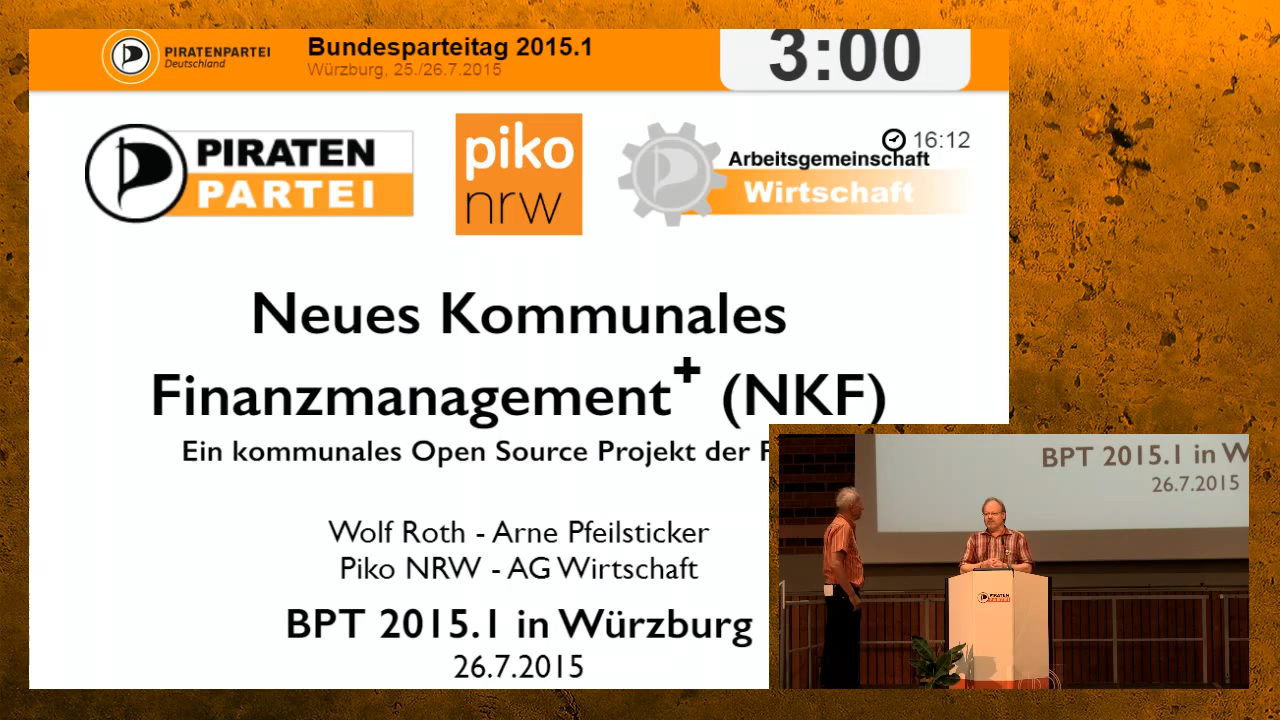 PIRATENPARTEI
Deutschland
Bundesparteitag 2015.1
Würzburg, 25./26.7.2015
3:00
PIRATEN
PARTEI
piko
nrw
16:12
Arbeitsgemeinschaft
Wirtschaft
Neues Kommunales
Finanzmanagement+ (NKF)
Ein kommunales Open Source Projekt der
Wolf Roth - Arne Pfeilsticker
Piko NRW - AG Wirtschaft
BPT 2015.1 in Würzburg
26.7.2015
BPT 2015.1 in W
26.7.2015
PIRATEN